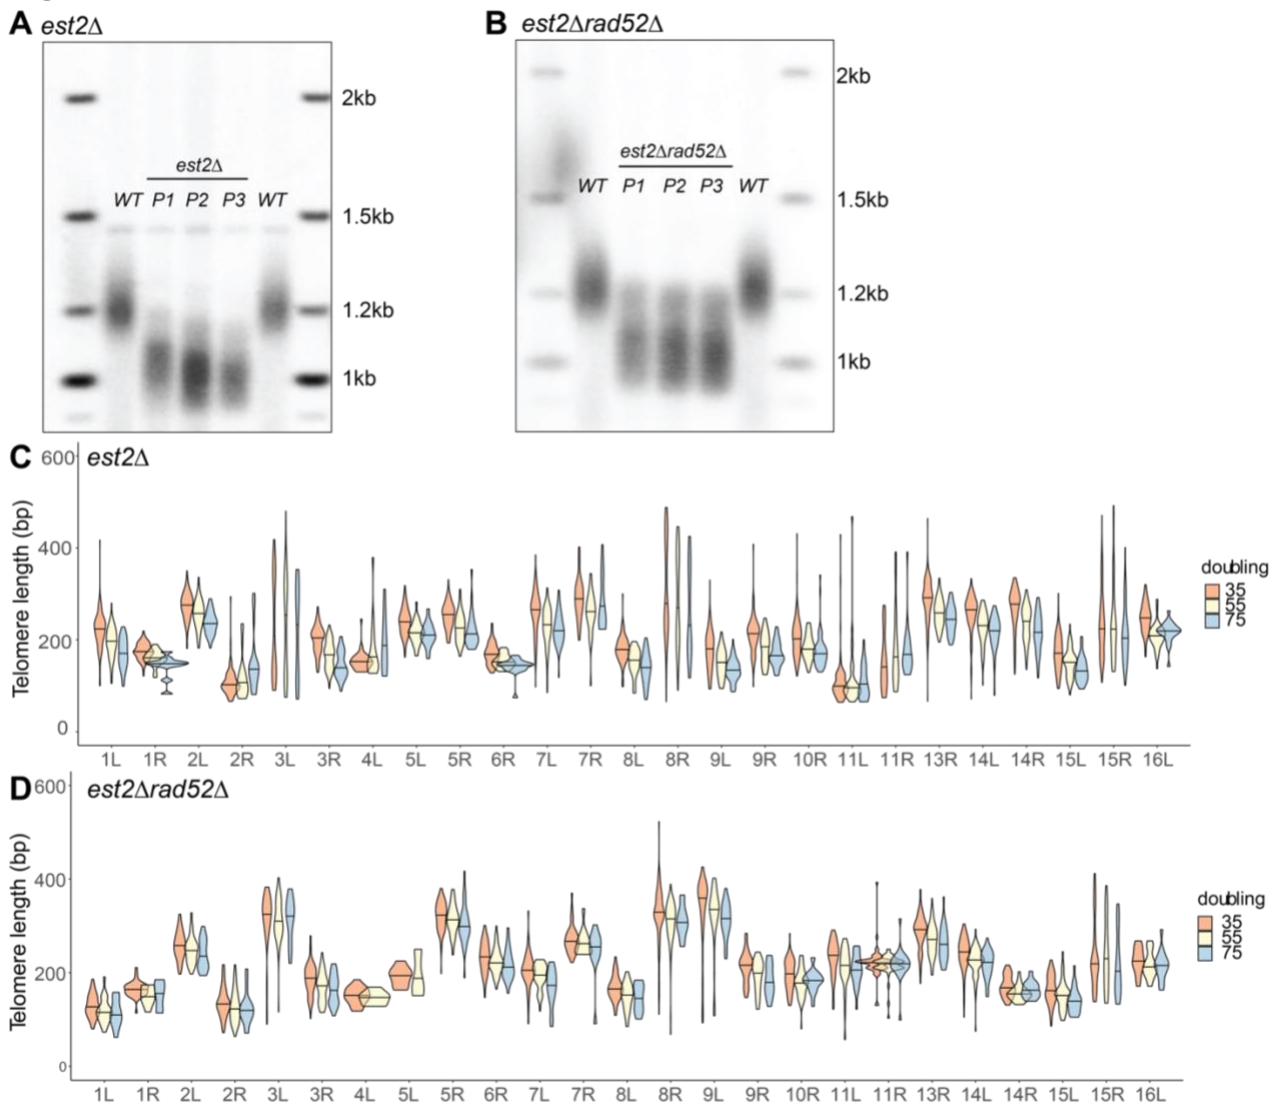 A est2Δ
2kb
est2Δ
WT P1 P2 P3 WT
1.5kb
1.2kb
1kb
B est2Δrad52Δ
2kb
est2Δrad52Δ
WT P1 P2 P3 WT
1.5kb
1.2kb
1kb
C est2Δ
Telomere length (bp)
600
400
200
0
1L 1R 2L 2R 3L 3R 4L 5L 5R 6R 7L 7R 8L 8R 9L 9R 10R 11L 11R 13R 14L 14R 15L 15R 16L
doubling
35
55
75
D est2Δrad52Δ
Telomere length (bp)
600
400
200
0
1L 1R 2L 2R 3L 3R 4L 5L 5R 6R 7L 7R 8L 8R 9L 9R 10R 11L 11R 13R 14L 14R 15L 15R 16L
doubling
35
55
75